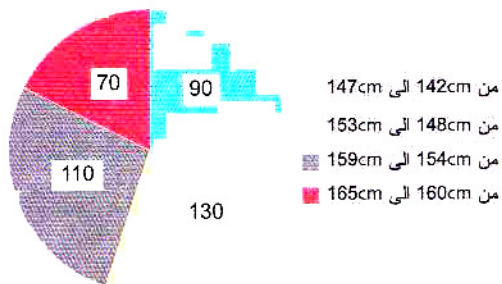 70
90
110
130
من 142cm الى 147cm
من 148cm الى 153cm
من 154cm الى 159cm
من 160cm الى 165cm